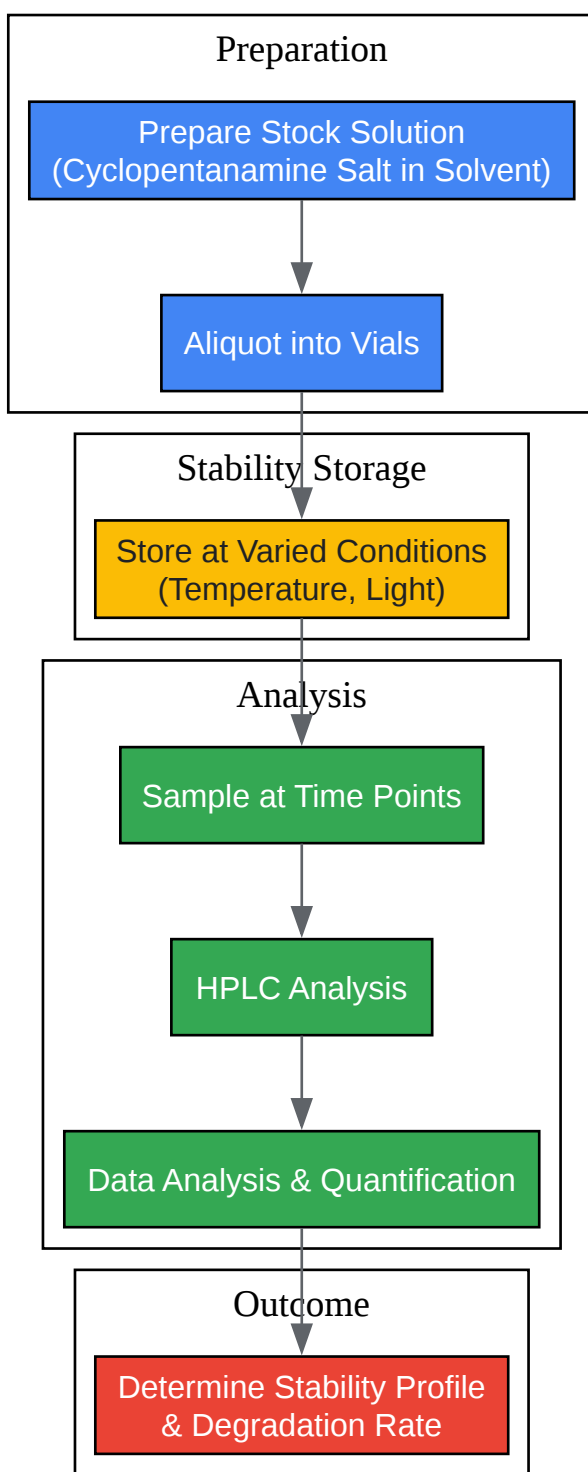 Preparation
Prepare Stock Solution
(Cyclopentanamine Salt in Solvent)
Aliquot into Vials
Stability Storage
Store at Varied Conditions
(Temperature, Light)
Analysis
Sample at Time Points
HPLC Analysis
Data Analysis & Quantification
Outcome
Determine Stability Profile
& Degradation Rate